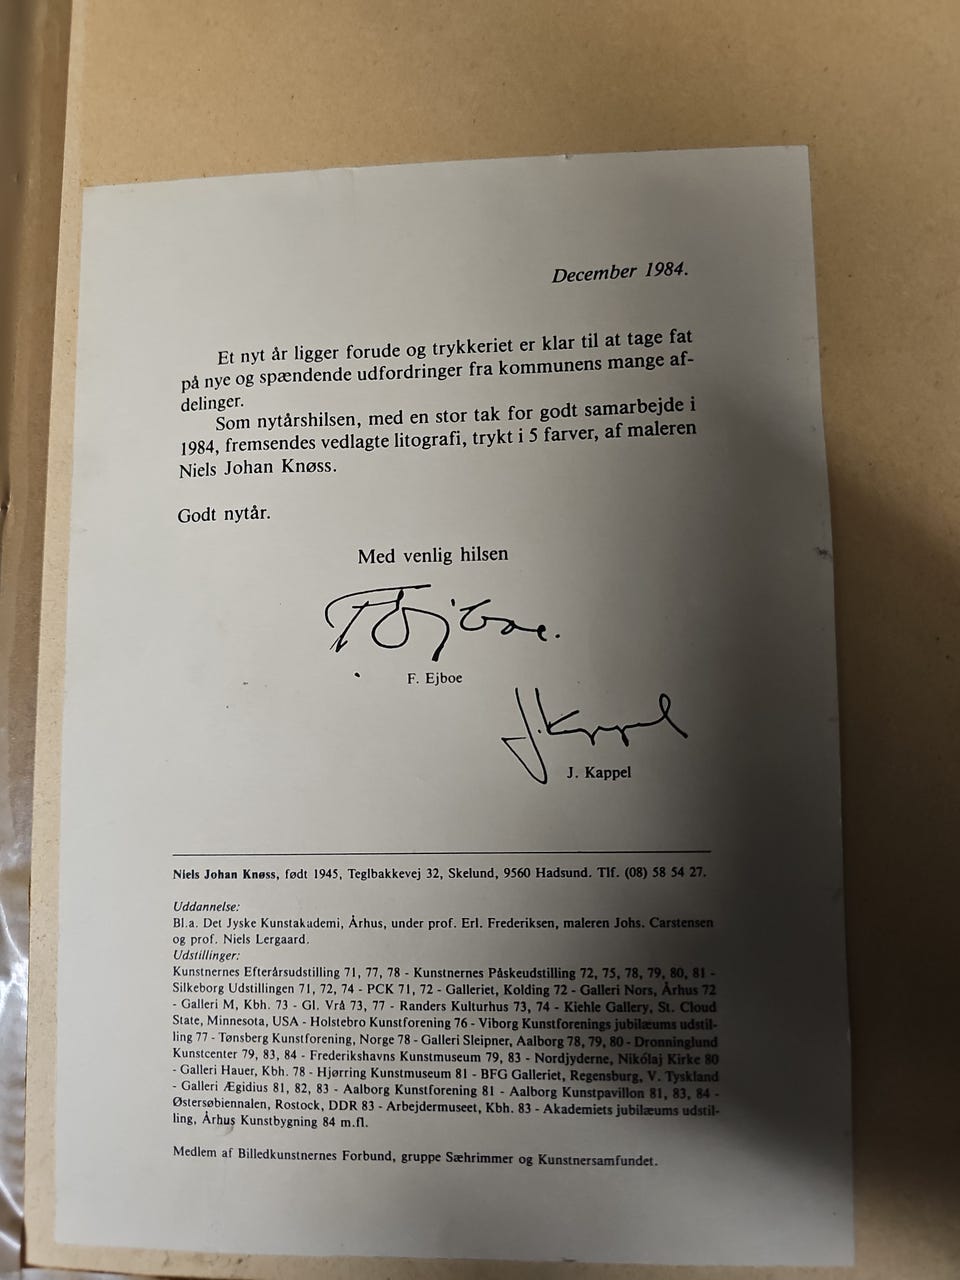 December 1984.
Et nyt år ligger forude og trykkeriet er klar til at tage fat
på nye og spændende udfordringer fra kommunens mange af-
delinger.
Som nytårshilsen, med en stor tak for godt samarbejde i
1984, fremsendes vedlagte litografi, trykt i 5 farver, af maleren
Niels Johan Knøss.
Godt nytår.
Med venlig hilsen
F Ejboe.
F. Ejboe
J. Kappel
J. Kappel
Niels Johan Knøss, født 1945, Teglbakkevej 32, Skelund, 9560 Hadsund. Tlf. (08) 58 54 27.
Uddannelse:
Bl.a. Det Jyske Kunstakademi, Århus, under prof. Erl. Frederiksen, maleren Johs. Carstensen
og prof. Niels Lergaard.
Udstillinger:
Kunstnernes Efterårsudstilling 71, 77, 78 - Kunstnernes Påskeudstilling 72, 75, 78, 79, 80, 81 -
Silkeborg Udstillingen 71, 72, 74 - PCK 71, 72 - Galleriet, Kolding 72 - Galleri Nors, Århus 72
- Galleri M, Kbh. 73 - Gl. Vrå 73, 77 - Randers Kulturhus 73, 74 - Kiehle Gallery, St. Cloud
State, Minnesota, USA - Holstebro Kunstforening 76 - Viborg Kunstforenings jubilæums udstil-
ling 77 - Tønsberg Kunstforening, Norge 78 - Galleri Sleipner, Aalborg 78, 79, 80 - Dronninglund
Kunstcenter 79, 83, 84 - Frederikshavns Kunstmuseum 79, 83 - Nordjyderne, Nikolaj Kirke 80
- Galleri Hauer, Kbh. 78 - Hjørring Kunstmuseum 81 - BFG Galleriet, Regensburg, V. Tyskland
- Galleri Ægidius 81, 82, 83 - Aalborg Kunstforening 81 - Aalborg Kunstpavillon 81, 83, 84 -
Østersøbiennalen, Rostock, DDR 83 - Arbejdermuseet, Kbh. 83 - Akademiets jubilæums udstil-
ling, Århus Kunstbygning 84 m.fl.
Medlem af Billedkunstnernes Forbund, gruppe Sæhrimmer og Kunstnersamfundet.